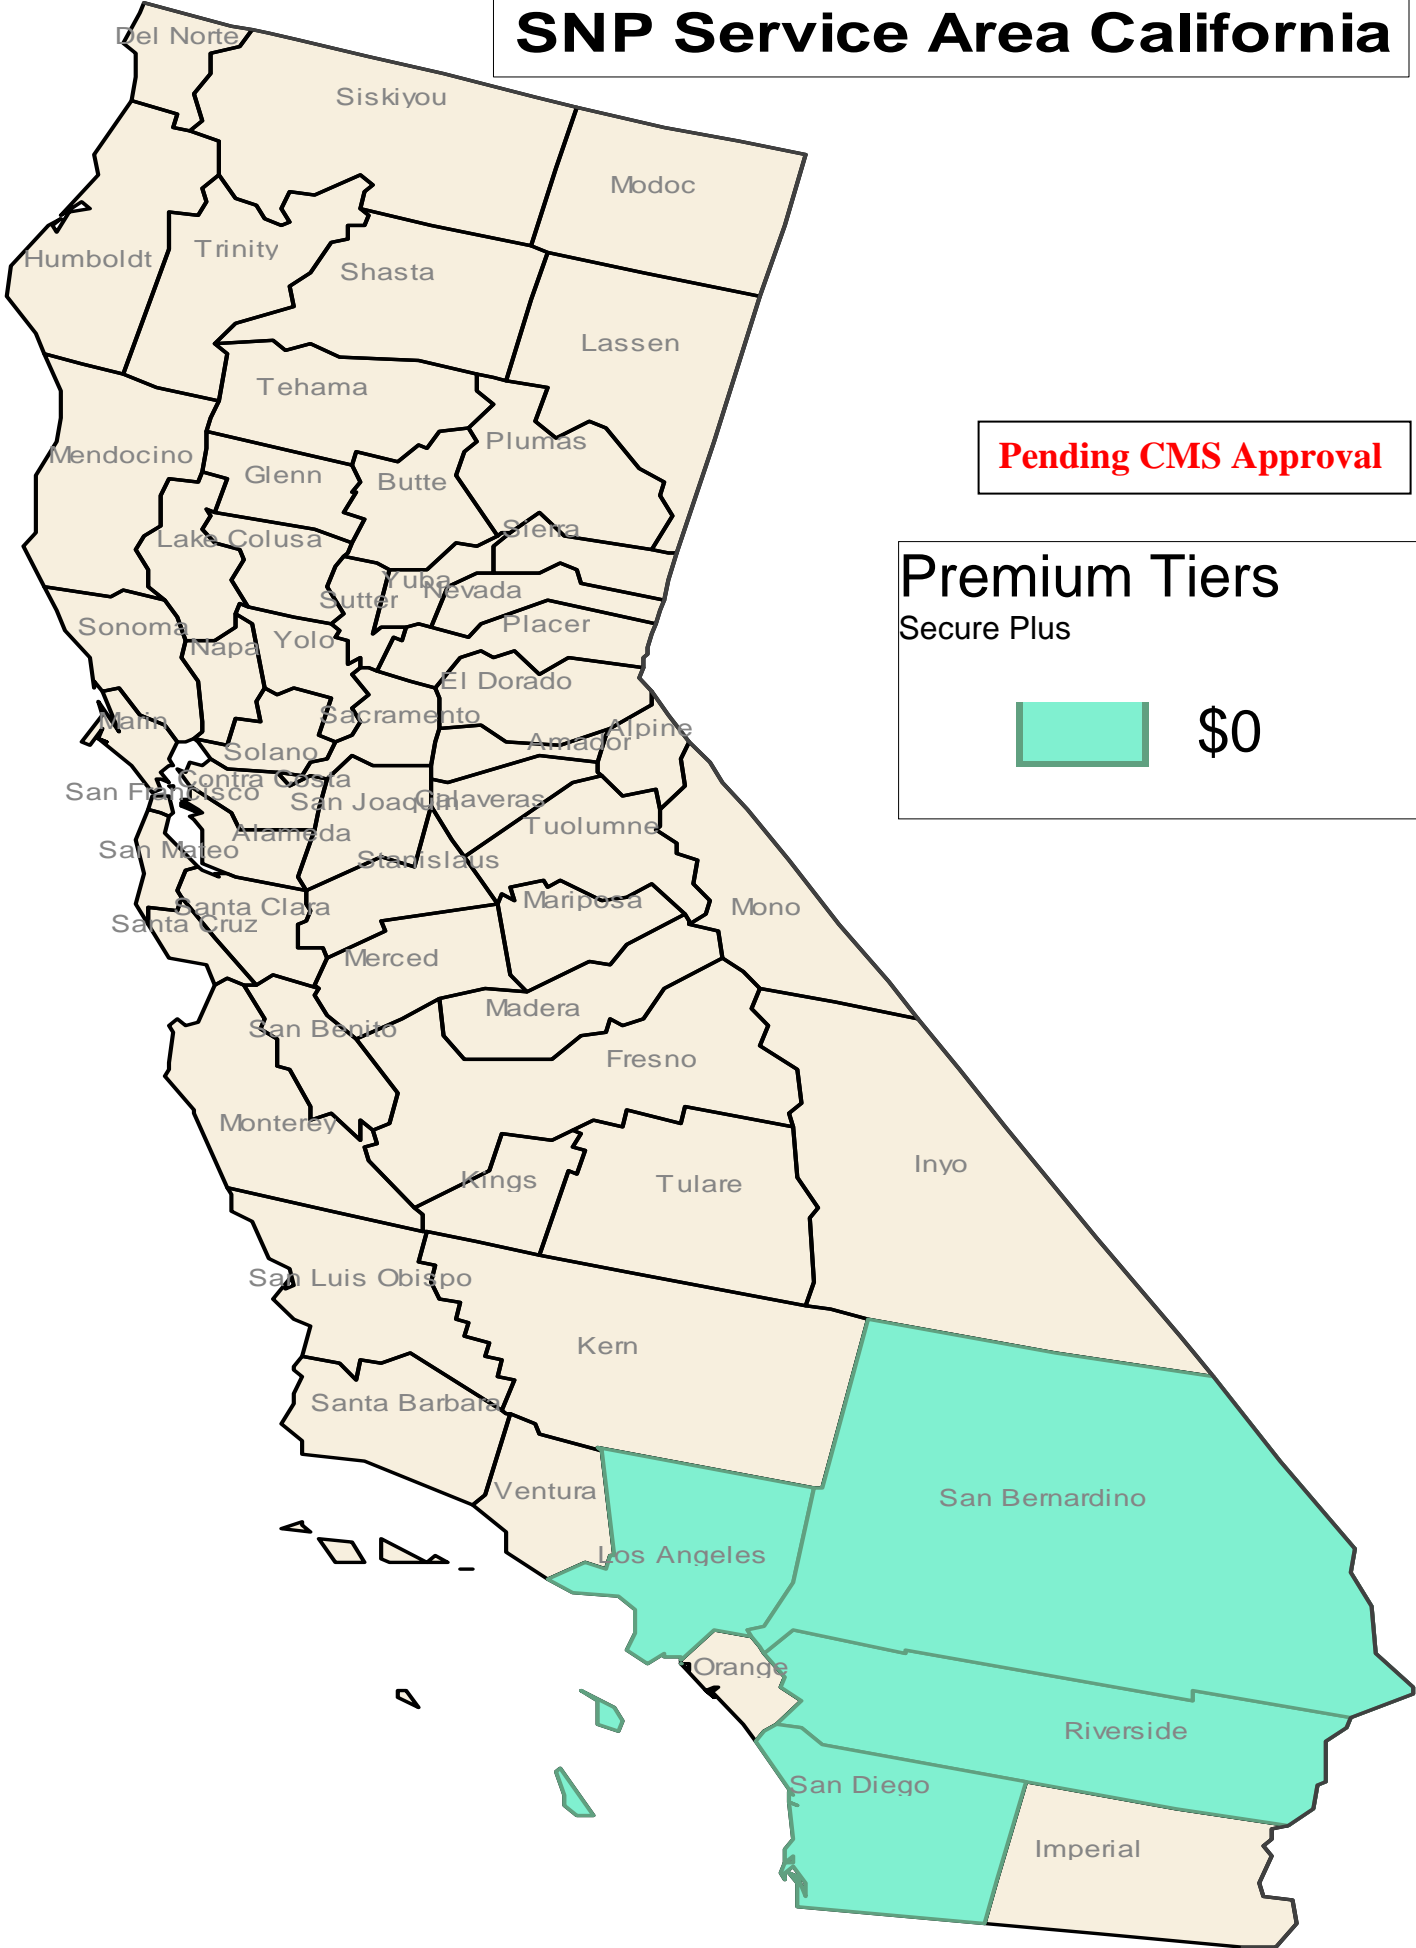 SNP Service Area California
Del Norte
Siskiyou
Modoc
Humboldt
Trinity
Shasta
Lassen
Tehama
Pending CMS Approval
Mendocino
Glenn
Butte
Plumas
Lake
Colusa
Sierra
Premium Tiers
Secure Plus
$0
Yuba
Nevada
Sutter
Sonoma
Napa
Yolo
Placer
El Dorado
Marin
Sacramento
Alpine
Solano
Amador
Contra Costa
San Francisco
San Joaquin
Calaveras
Alameda
Tuolumne
San Mateo
Stanislaus
Santa Clara
Mariposa
Mono
Santa Cruz
Merced
Madera
San Benito
Fresno
Monterey
Kings
Tulare
Inyo
San Luis Obispo
Kern
Santa Barbara
Ventura
San Bernardino
Los Angeles
Orange
Riverside
San Diego
Imperial